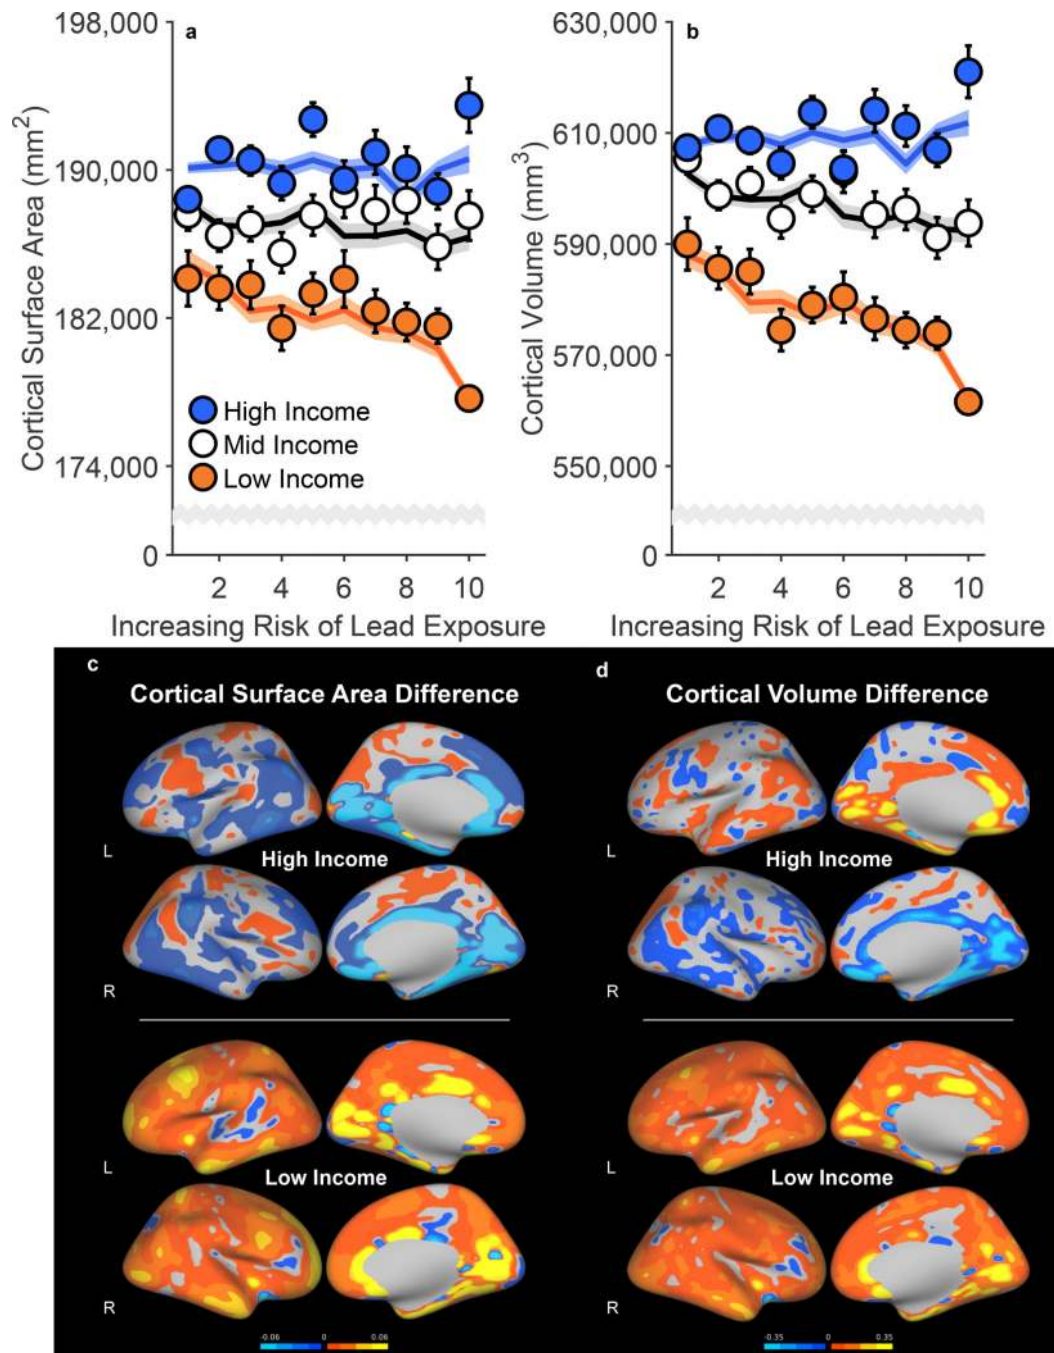 198,000
190,000
182,000
174,000
0
Cortical Surface Area (mm²)
a
High Income
Mid Income
Low Income
2 4 6 8 10
Increasing Risk of Lead Exposure
630,000
610,000
590,000
570,000
550,000
0
Cortical Volume (mm³)
b
2 4 6 8 10
Increasing Risk of Lead Exposure
c
Cortical Surface Area Difference
L
High Income
R
L
Low Income
R
-0.06 0 0.06
d
Cortical Volume Difference
L
High Income
R
L
Low Income
R
-0.35 0 0.35